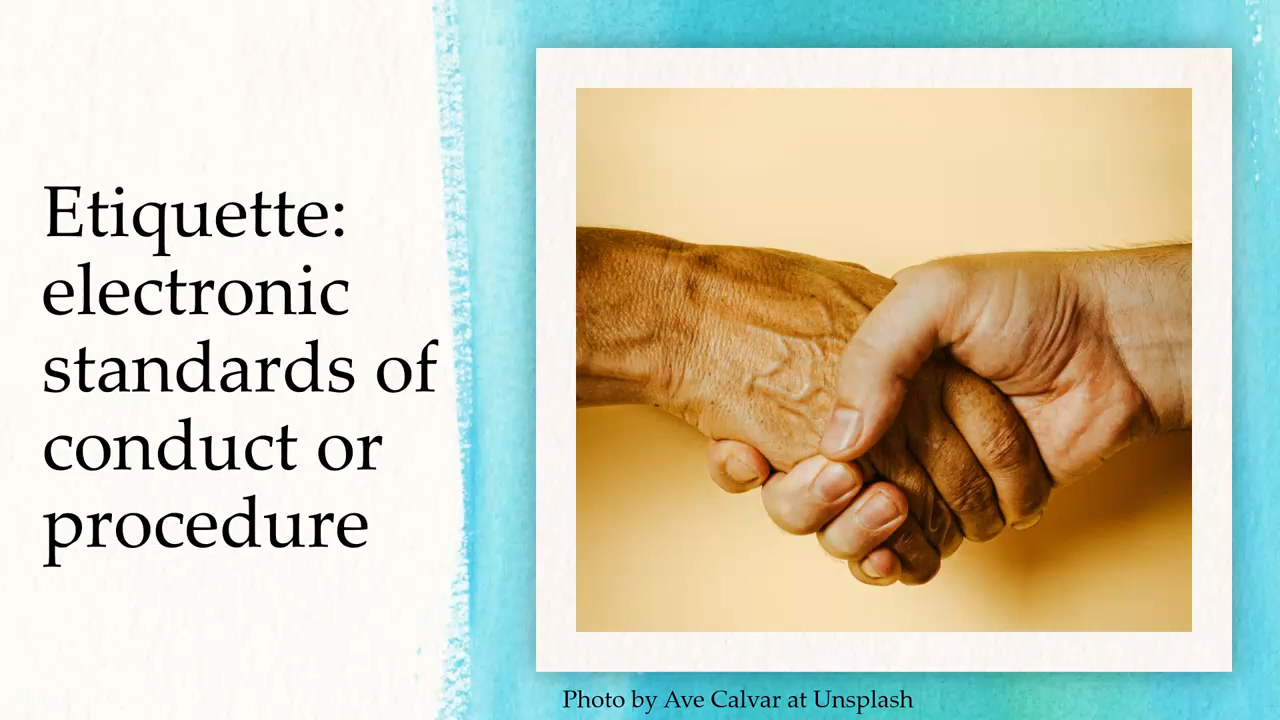 Etiquette:
electronic
standards of
conduct or
procedure
Photo by Ave Calvar at Unsplash